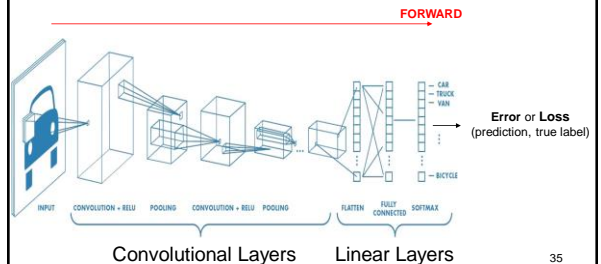 FORWARD
CAR
TRUCK
VAN
Error or Loss
(prediction, true label)
BICYCLE
INPUT CONVOLUTION + RELU POOLING CONVOLUTION + RELU POOLING FLATTEN FULLY CONNECTED SOFTMAX
Convolutional Layers Linear Layers 35